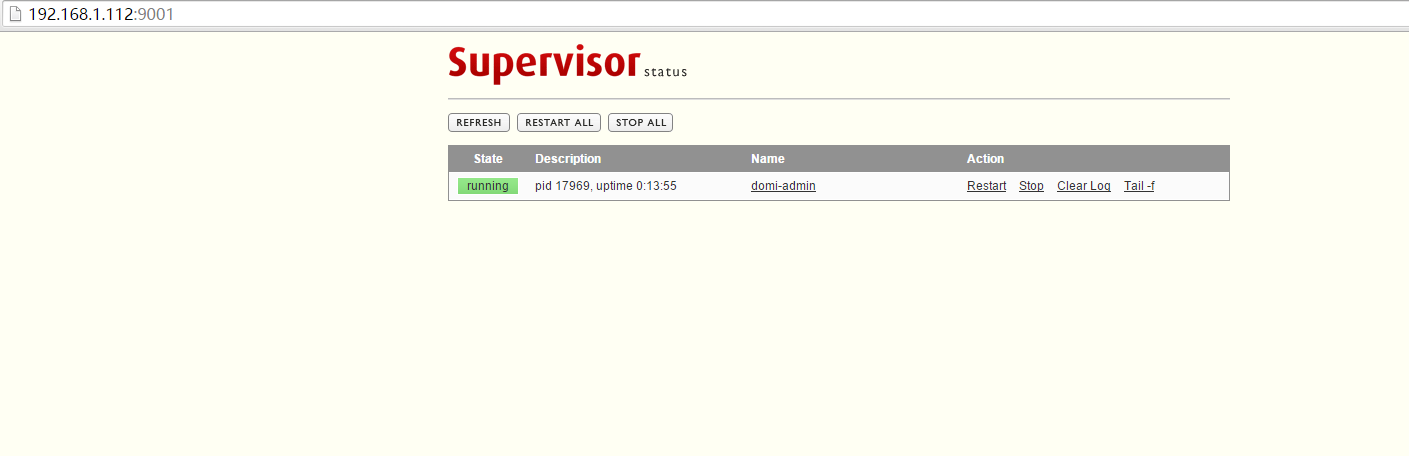 192.168.1.112:9001
Supervisor status
REFRESH RESTART ALL STOP ALL
State Description Name Action
running pid 17969, uptime 0:13:55 domi-admin Restart Stop Clear Log Tail -f